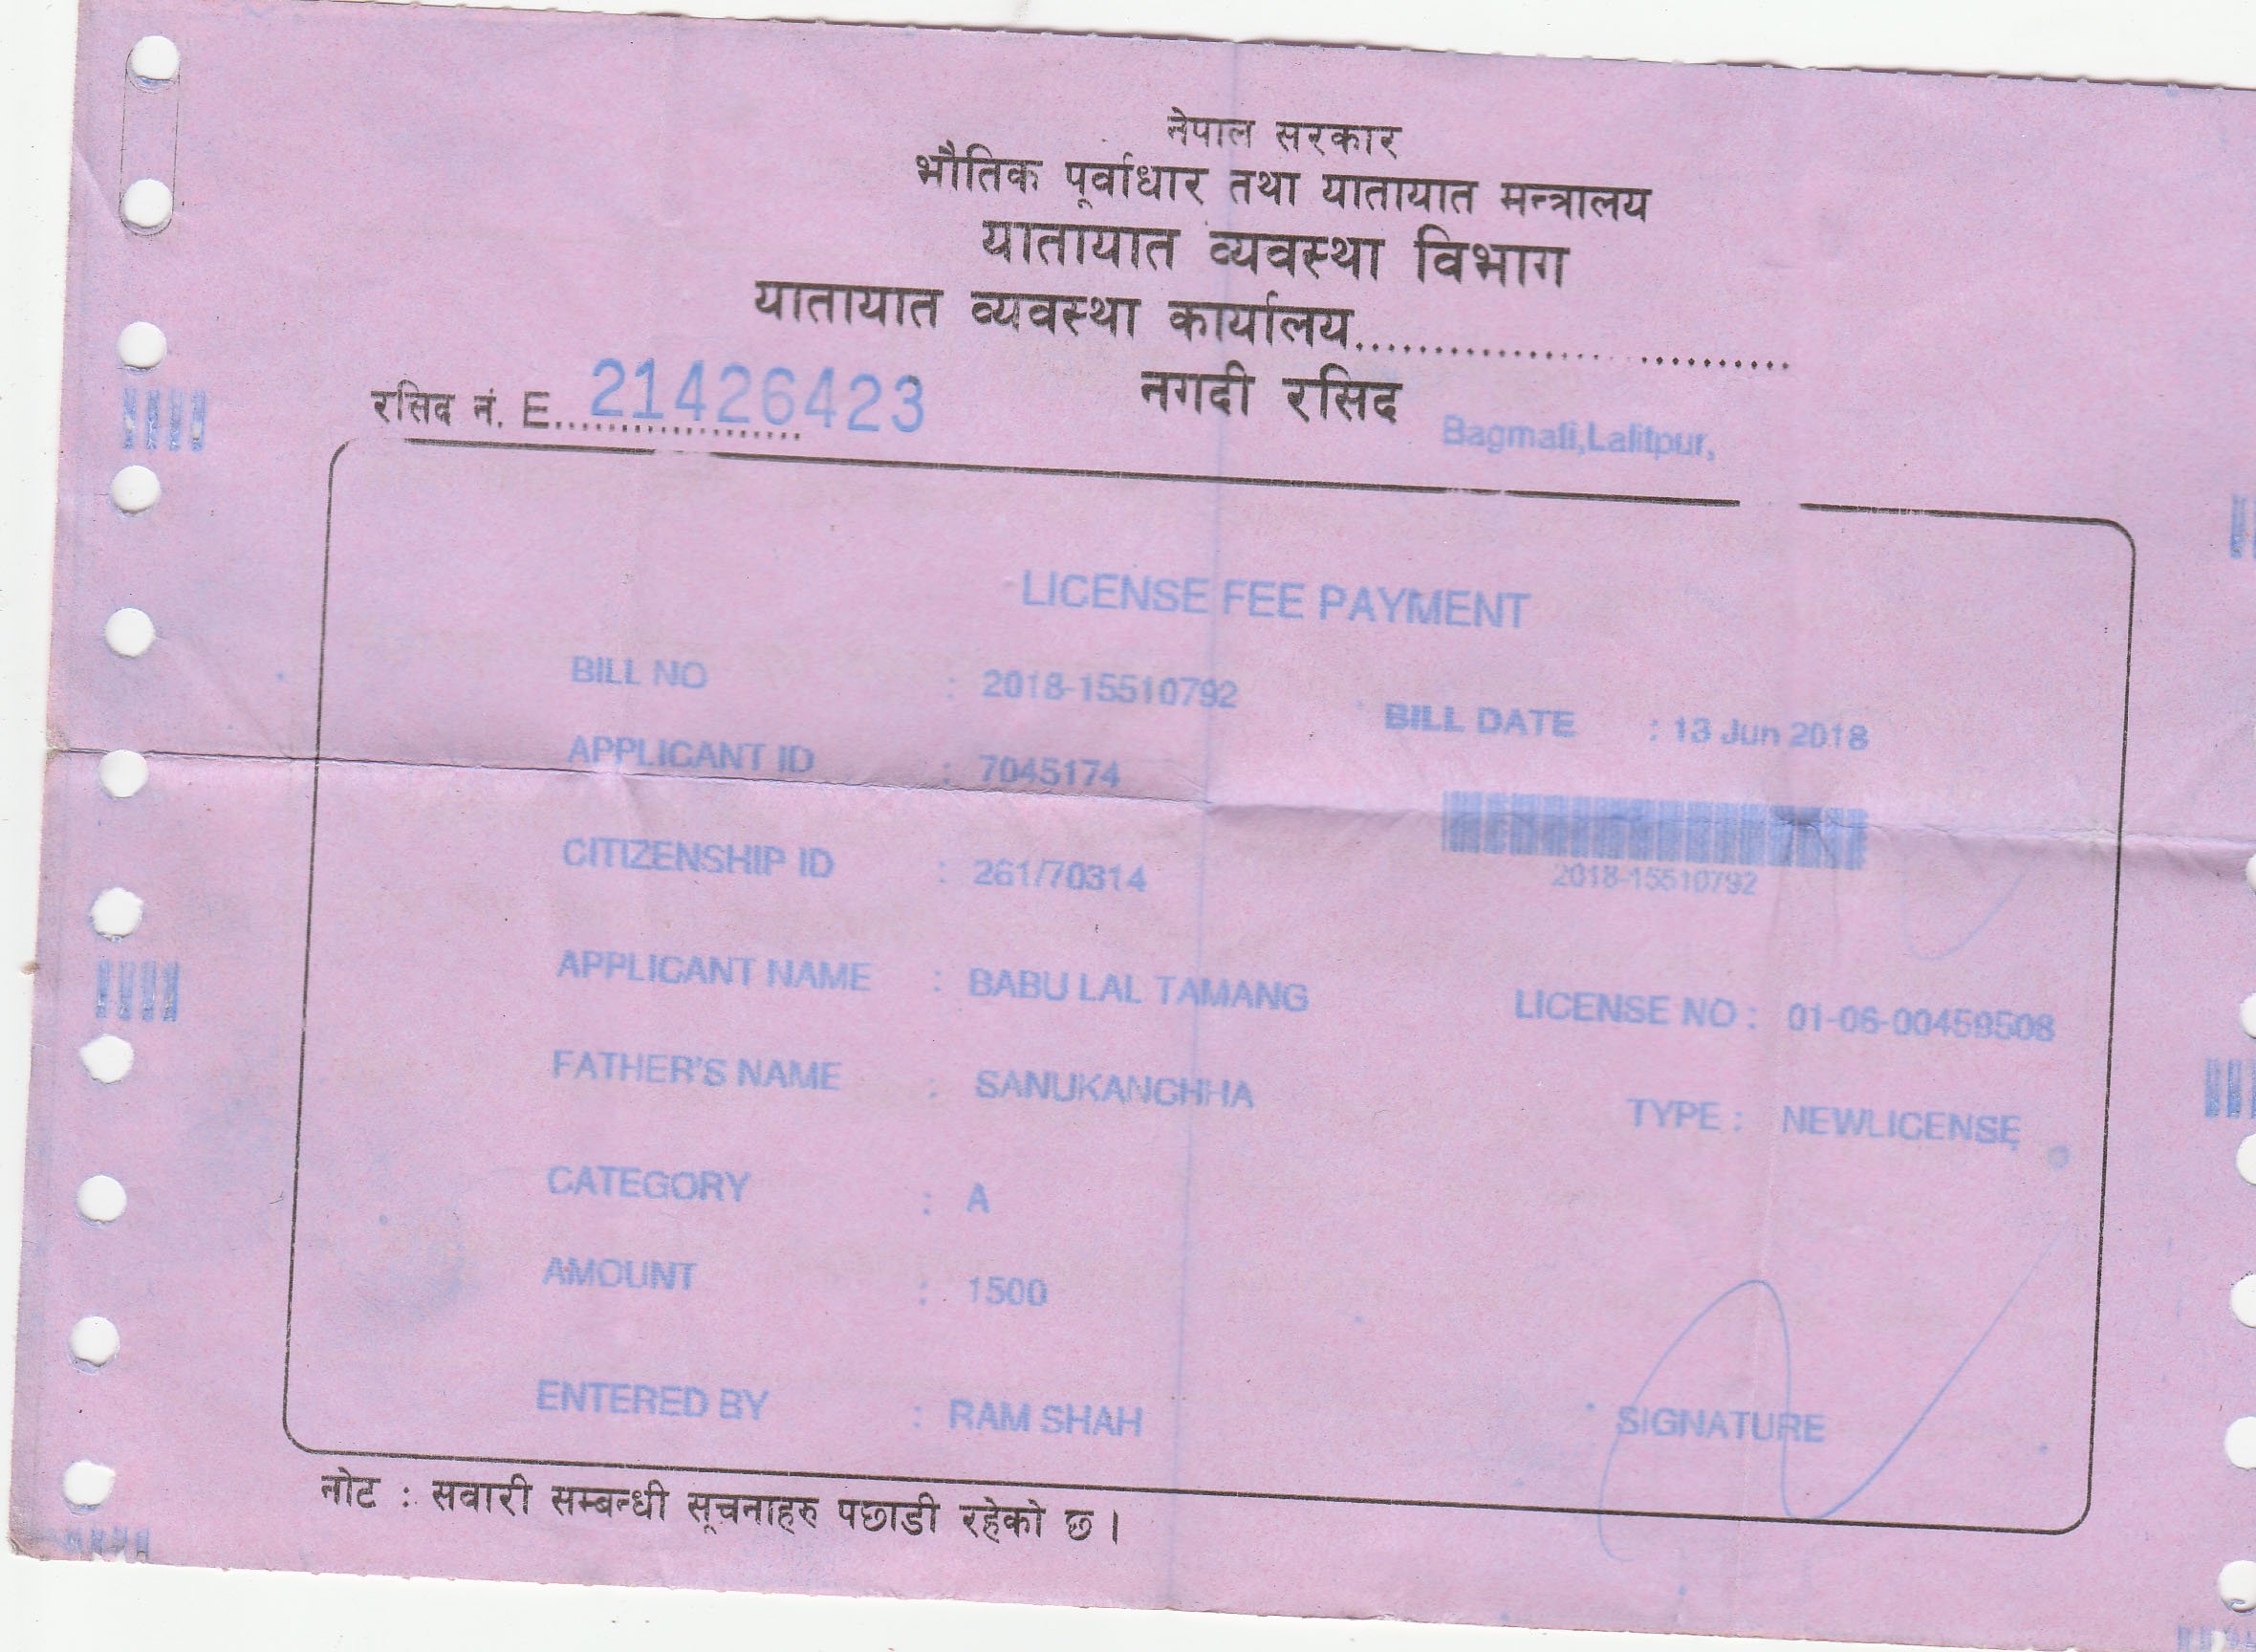 नेपाल सरकार
भौतिक पूर्वाधार तथा यातायात मन्त्रालय
यातायात व्यवस्था विभाग
यातायात व्यवस्था कार्यालय..............................
रसिद नं. E.................. 21426423
नगदी रसिद
Bagmati,Lalitpur,
LICENSE FEE PAYMENT
BILL NO : 2018-15510792
BILL DATE : 13 Jun 2018
APPLICANT ID : 7045174
CITIZENSHIP ID : 261/70314
2018-15510792
APPLICANT NAME : BABU LAL TAMANG
LICENSE NO : 01-06-00459508
FATHER'S NAME : SANUKANCHHA
TYPE : NEWLICENSE
CATEGORY : A
AMOUNT : 1500
ENTERED BY : RAM SHAH
SIGNATURE
नोट : सवारी सम्बन्धी सूचनाहरु पछाडी रहेको छ ।